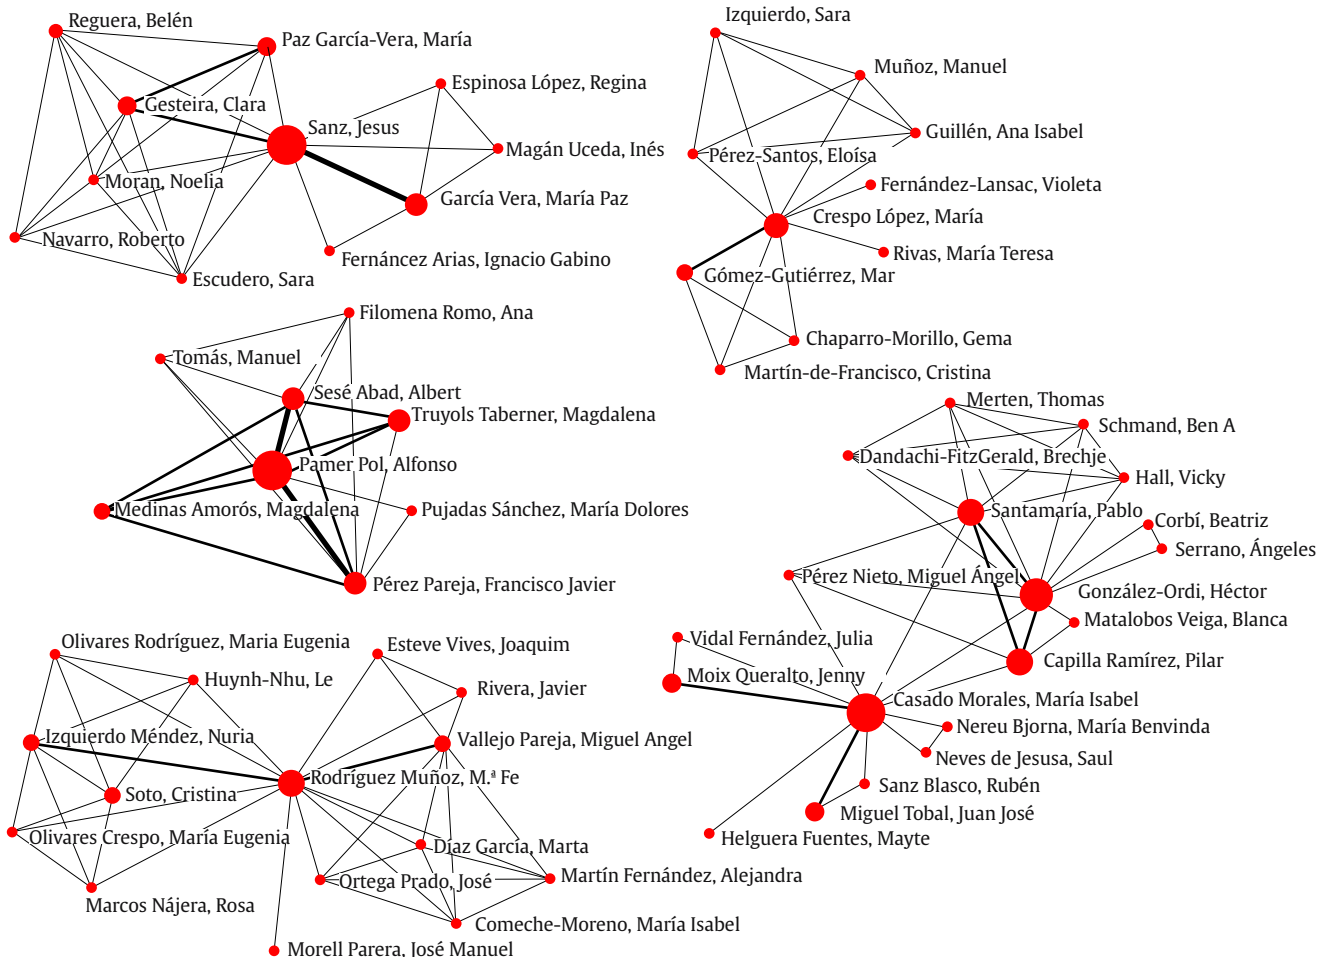 Reguera, Belén
Paz García-Vera, María
Espinosa López, Regina
Gesteira, Clara
Sanz, Jesus
Magán Uceda, Inés
Moran, Noelia
García Vera, María Paz
Navarro, Roberto
Fernáncez Arias, Ignacio Gabino
Escudero, Sara
Izquierdo, Sara
Muñoz, Manuel
Guillén, Ana Isabel
Pérez-Santos, Eloísa
Fernández-Lansac, Violeta
Crespo López, María
Rivas, María Teresa
Gómez-Gutiérrez, Mar
Chaparro-Morillo, Gema
Martín-de-Francisco, Cristina
Filomena Romo, Ana
Tomás, Manuel
Sesé Abad, Albert
Truyols Taberner, Magdalena
Pamer Pol, Alfonso
Medinas Amorós, Magdalena
Pujadas Sánchez, María Dolores
Pérez Pareja, Francisco Javier
Merten, Thomas
Schmand, Ben A
Dandachi-FitzGerald, Brechje
Hall, Vicky
Santamaría, Pablo
Corbí, Beatriz
Serrano, Ángeles
Pérez Nieto, Miguel Ángel
González-Ordi, Héctor
Matalobos Veiga, Blanca
Vidal Fernández, Julia
Capilla Ramírez, Pilar
Moix Queralto, Jenny
Casado Morales, María Isabel
Nereu Bjorna, María Benvinda
Neves de Jesusa, Saul
Sanz Blasco, Rubén
Miguel Tobal, Juan José
Helguera Fuentes, Mayte
Olivares Rodríguez, Maria Eugenia
Esteve Vives, Joaquim
Huynh-Nhu, Le
Rivera, Javier
Izquierdo Méndez, Nuria
Vallejo Pareja, Miguel Angel
Rodríguez Muñoz, M.ª Fe
Soto, Cristina
Olivares Crespo, María Eugenia
Díaz García, Marta
Ortega Prado, José
Martín Fernández, Alejandra
Marcos Nájera, Rosa
Comeche-Moreno, María Isabel
Morell Parera, José Manuel